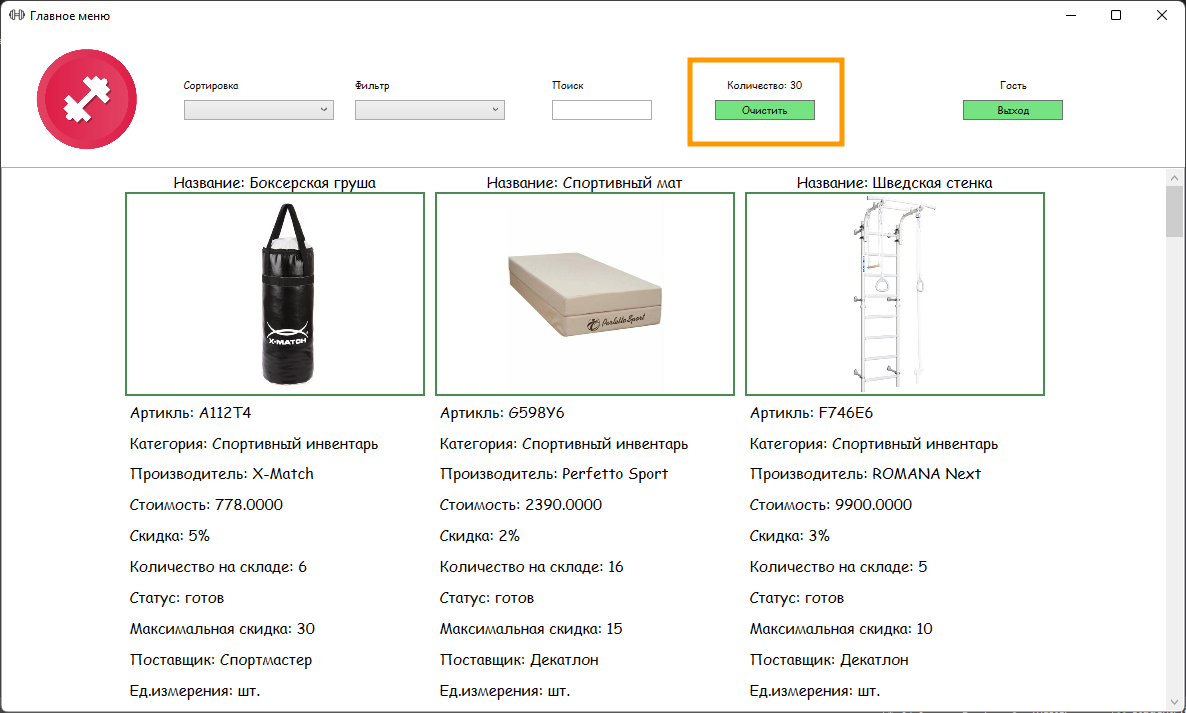 Главное меню
Сортировка
Фильтр
Поиск
Количество: 30
Очистить
Гость
Выход
Название: Боксерская груша
Название: Спортивный мат
Название: Шведская стенка
X-MATCH
Perfetto Sport
Артикль: A112T4
Категория: Спортивный инвентарь
Производитель: X-Match
Стоимость: 778.0000
Скидка: 5%
Количество на складе: 6
Статус: готов
Максимальная скидка: 30
Поставщик: Спортмастер
Ед.измерения: шт.
Артикль: G598Y6
Категория: Спортивный инвентарь
Производитель: Perfetto Sport
Стоимость: 2390.0000
Скидка: 2%
Количество на складе: 16
Статус: готов
Максимальная скидка: 15
Поставщик: Декатлон
Ед.измерения: шт.
Артикль: F746E6
Категория: Спортивный инвентарь
Производитель: ROMANA Next
Стоимость: 9900.0000
Скидка: 3%
Количество на складе: 5
Статус: готов
Максимальная скидка: 10
Поставщик: Декатлон
Ед.измерения: шт.